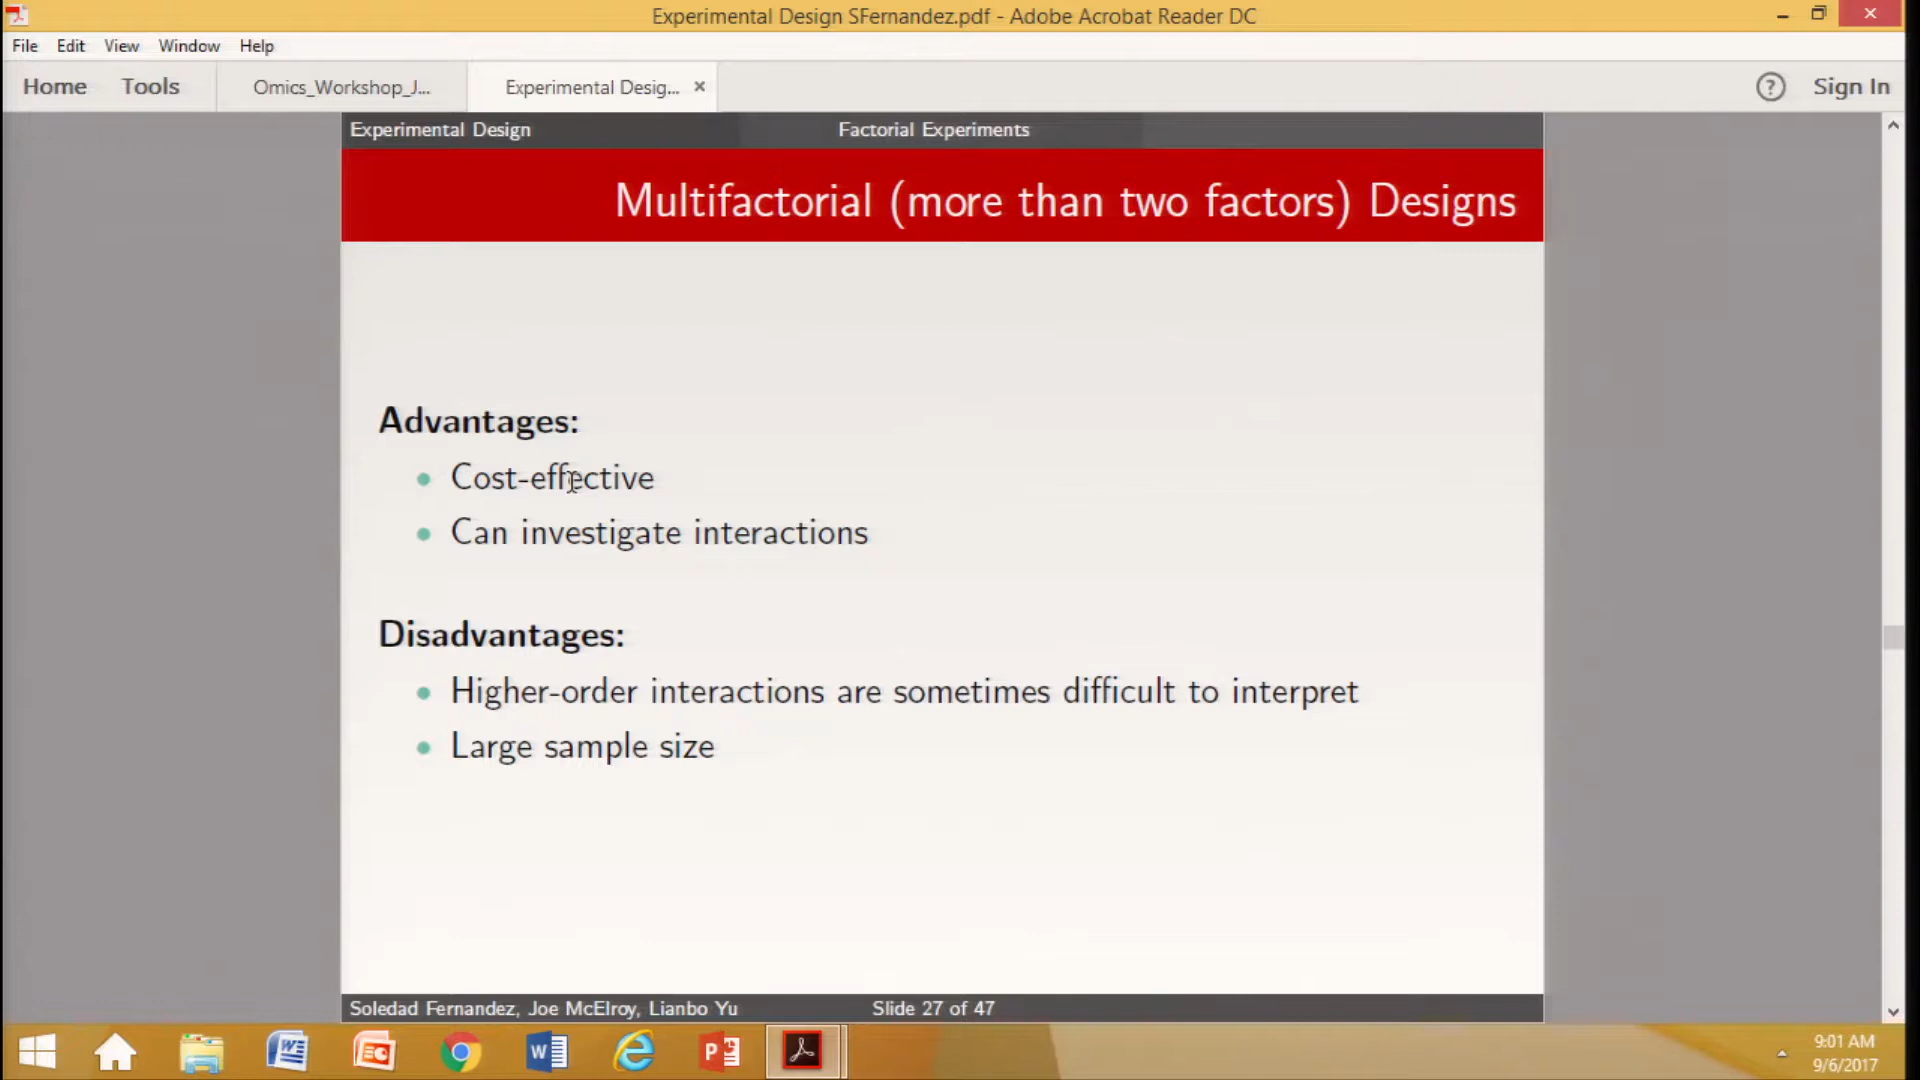 Experimental Design SFernandez.pdf - Adobe Acrobat Reader DC
File Edit View Window Help
Home Tools Omics_Workshop_J... Experimental Desig... × ? Sign In
Experimental Design Factorial Experiments
Multifactorial (more than two factors) Designs
Advantages:
Cost-effective
Can investigate interactions
Disadvantages:
Higher-order interactions are sometimes difficult to interpret
Large sample size
Soledad Fernandez, Joe McElroy, Lianbo Yu Slide 27 of 47
9:01 AM
9/6/2017